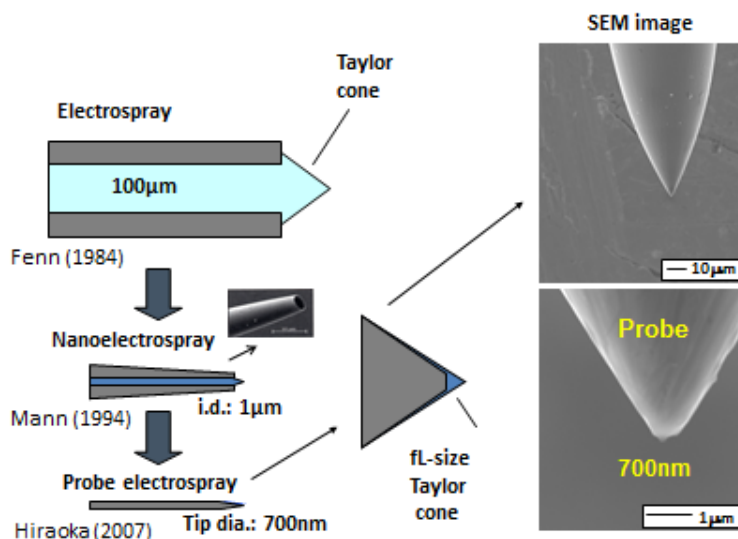 SEM image
Taylor
cone
Electrospray
100μm
Fenn (1984)
10μm
Nanoelectrospray
i.d.: 1μm
Mann (1994)
Probe
700nm
1μm
fL-size
Taylor
cone
Probe electrospray
Tip dia.: 700nm
Hiraoka (2007)